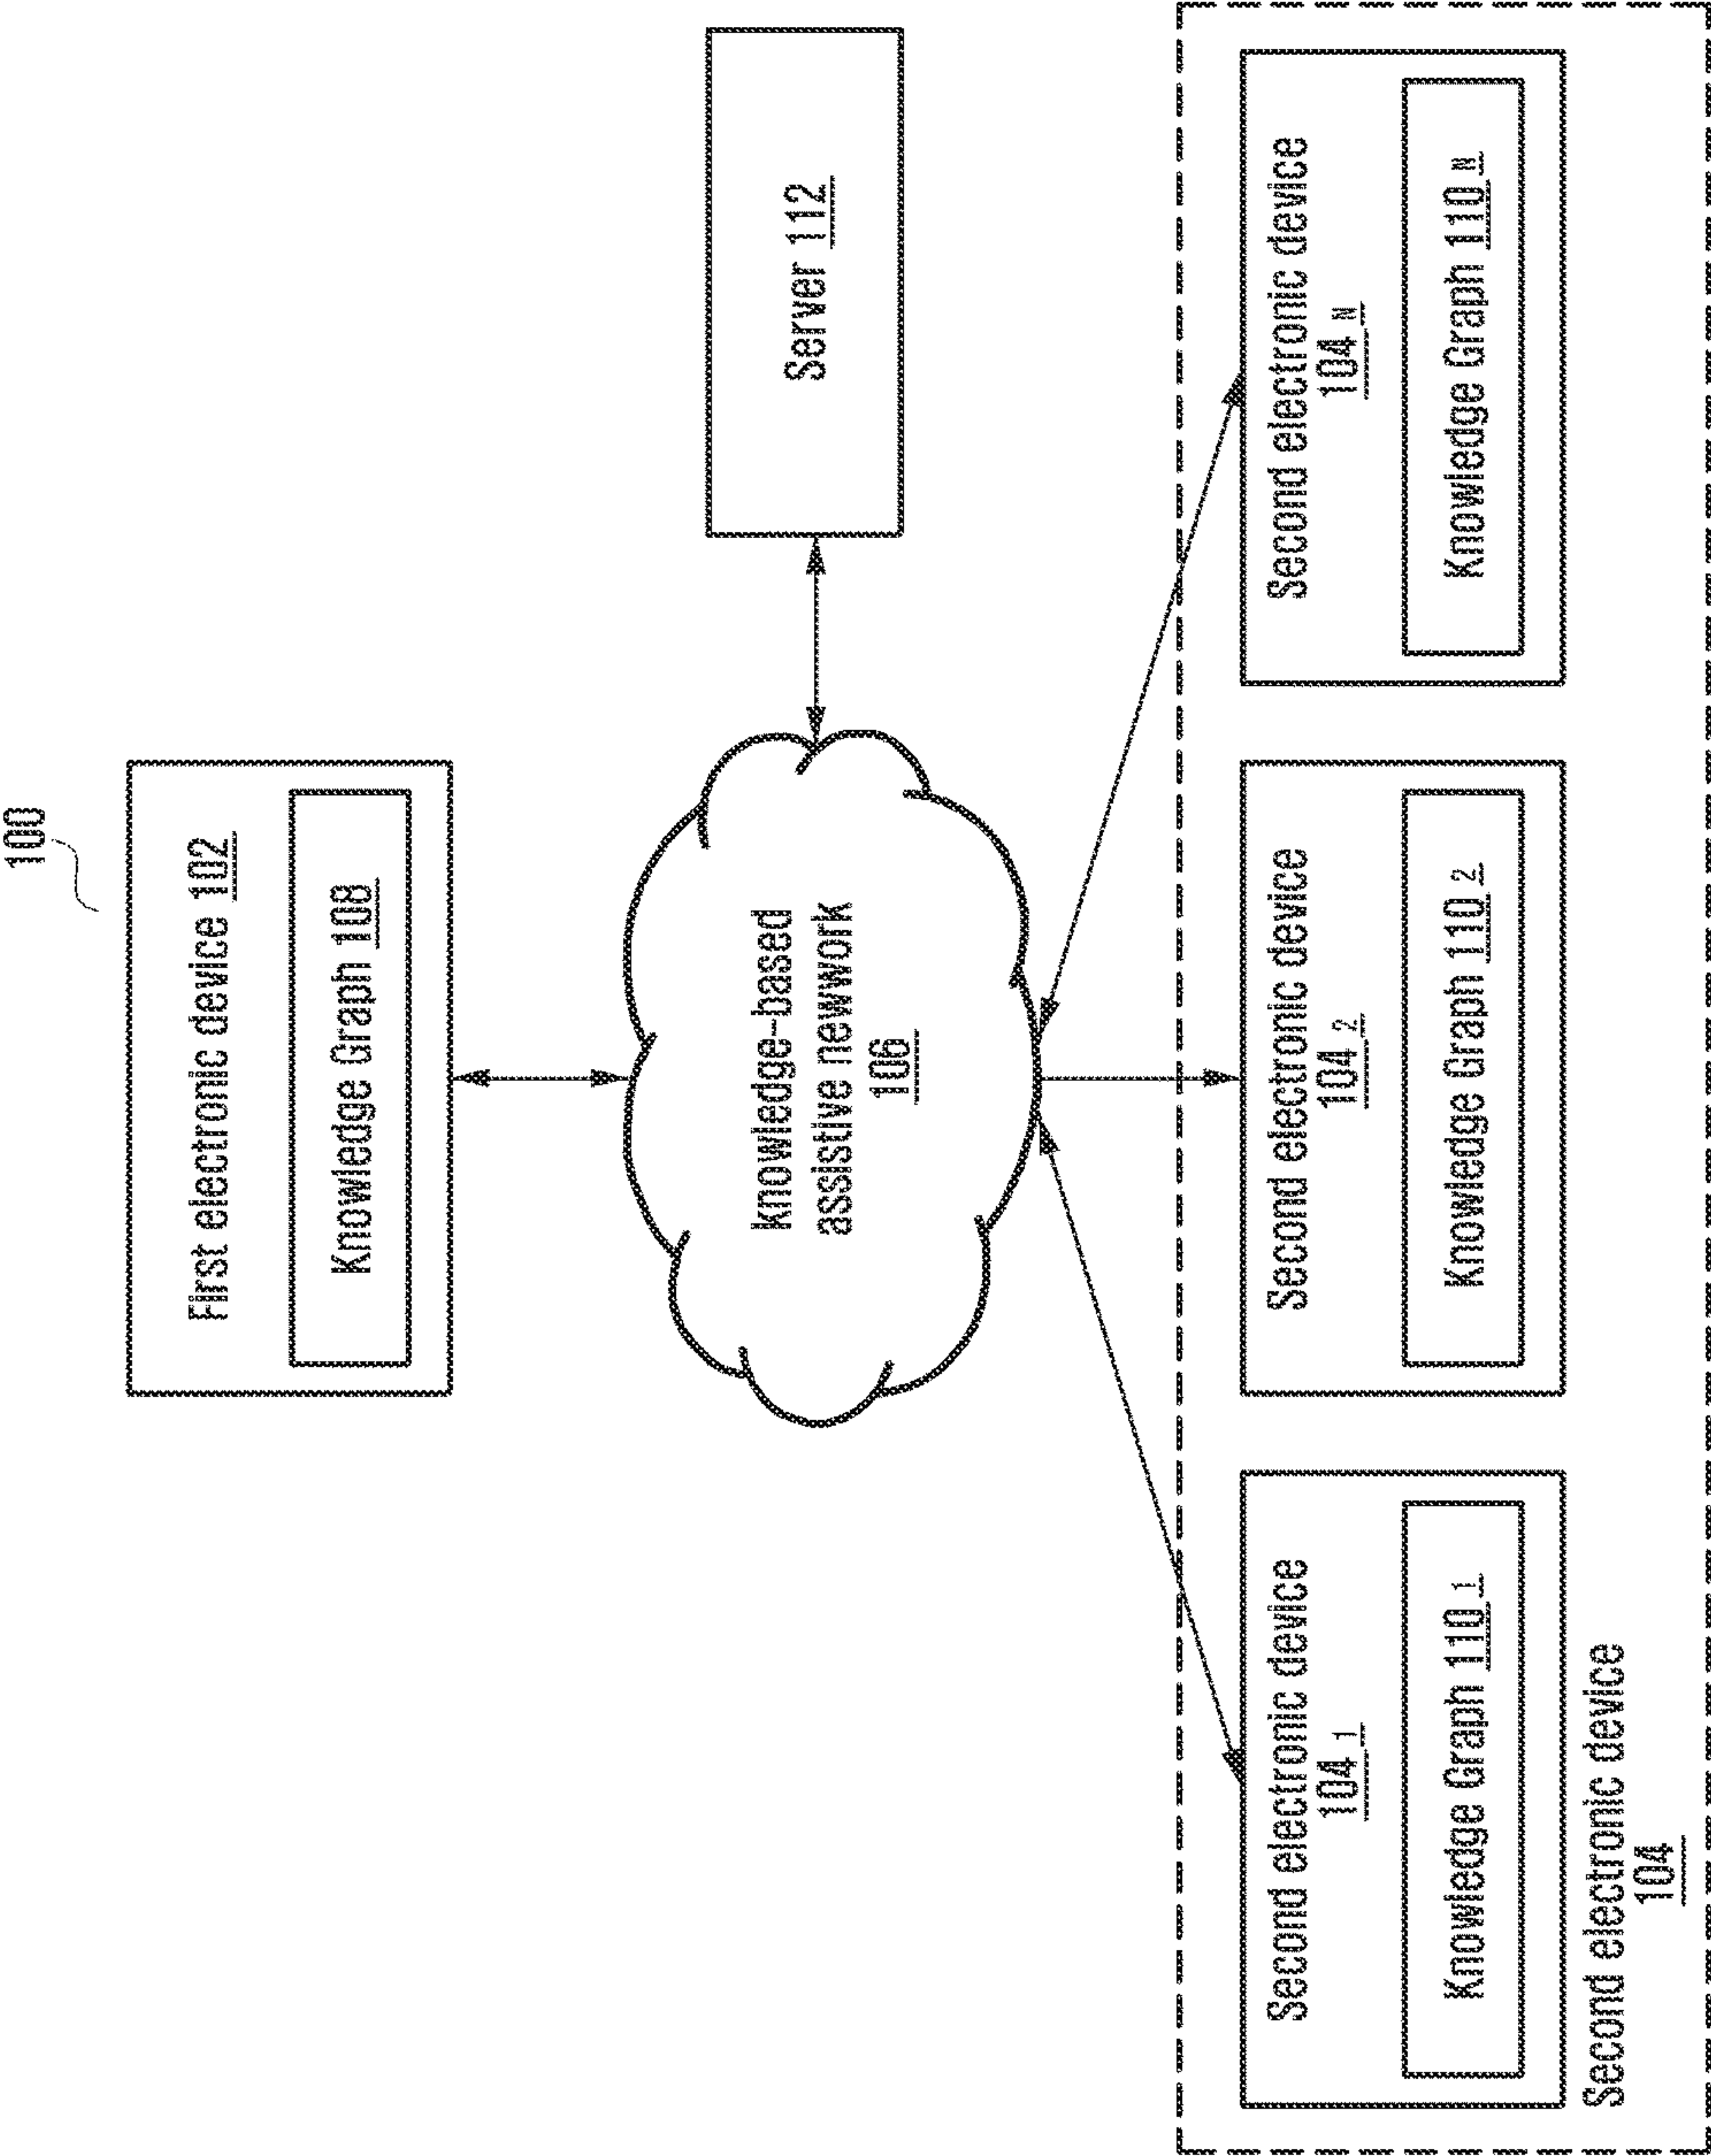 100
First electronic device 102
Knowledge Graph 108
knowledge-based
assistive newwork
106
Server 112
Second electronic device
104 1
Knowledge Graph 110 1
Second electronic device
104 2
Knowledge Graph 110 2
Second electronic device
104 N
Knowledge Graph 110 N
Second electronic device
104